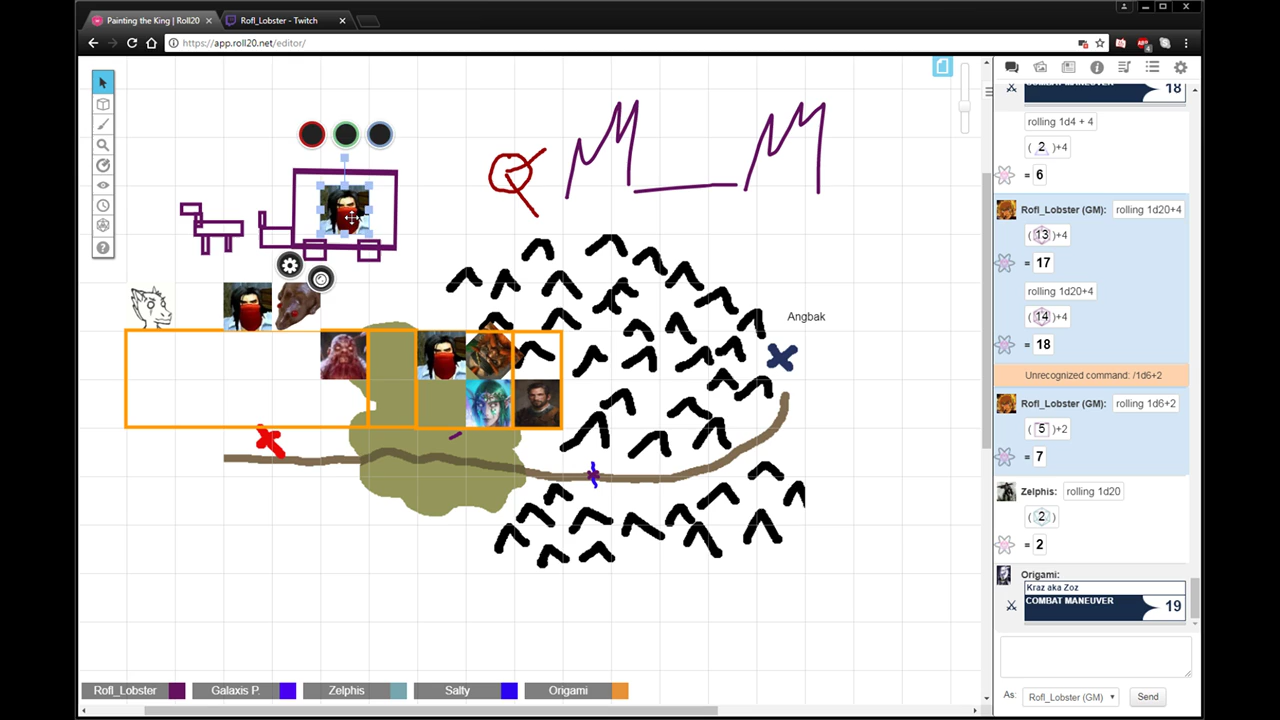 Painting the King | Roll20
Rofl_Lobster - Twitch
https://app.roll20.net/editor/
18
rolling 1d4 + 4
( 2 )+4
= 6
Rofl_Lobster (GM): rolling 1d20+4
( 13 )+4
= 17
rolling 1d20+4
( 14 )+4
= 18
Unrecognized command: /1d6+2
Rofl_Lobster (GM): rolling 1d6+2
( 5 )+2
= 7
Zelphis: rolling 1d20
( 2 )
= 2
Origami:
Kraz aka Zoz
COMBAT MANEUVER 19
Angbak
Rofl_Lobster
Galaxis P.
Zelphis
Salty
Origami
As: Rofl_Lobster (GM)
Send